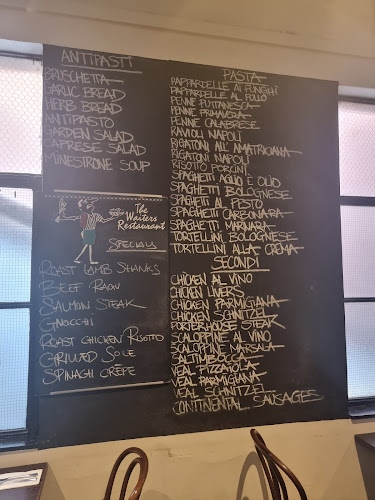 ANTIPASTI
BRUSCHETTA
GARLIC BREAD
HERB BREAD
ANTIPASTO
GARDEN SALAD
CAPRESE SALAD
MINESTRONE SOUP
The
Waiters
Restaurant
SPECIALS
ROAST LAMB SHANKS
BEEF RAGU
SALMON STEAK
GNOCCHI
ROAST CHICKEN RISOTTO
GRILLED SOLE
SPINAGH CRÊPE
PASTA
PAPPARDELLE AI FUNGHI
PAPPARDELLE AL POLLO
PENNE PUTTANESCA
PENNE PRIMAVERA
PENNE CALABRESE
RAVIOLI NAPOLI
RIGATONI ALL AMATRICIANA
RIGATONI NAPOLI
RISOTTO PORCINI
SPAGHETTI AGLIO E OLIO
SPAGHETTI BOLOGNESE
SPAGHETTI AL PESTO
SPAGHETTI CARBONARA
SPAGHETTI MARINARA
TORTELLINI BOLOGNESE
TORTELLINI ALLA CREMA
SECONDI
CHICKEN AL VINO
CHICKEN LIVERS
CHICKEN PARMIGIANA
CHICKEN SCHNITZEL
PORTERHOUSE STEAK
SCALOPPINE AL VINO
SCALOPPINE MARSALA
SALTIMBOCCA
VEAL PIZZAIOLA
VEAL PARMIGIANA
VEAL SCHNITZEL
CONTINENTAL SAUSAGES